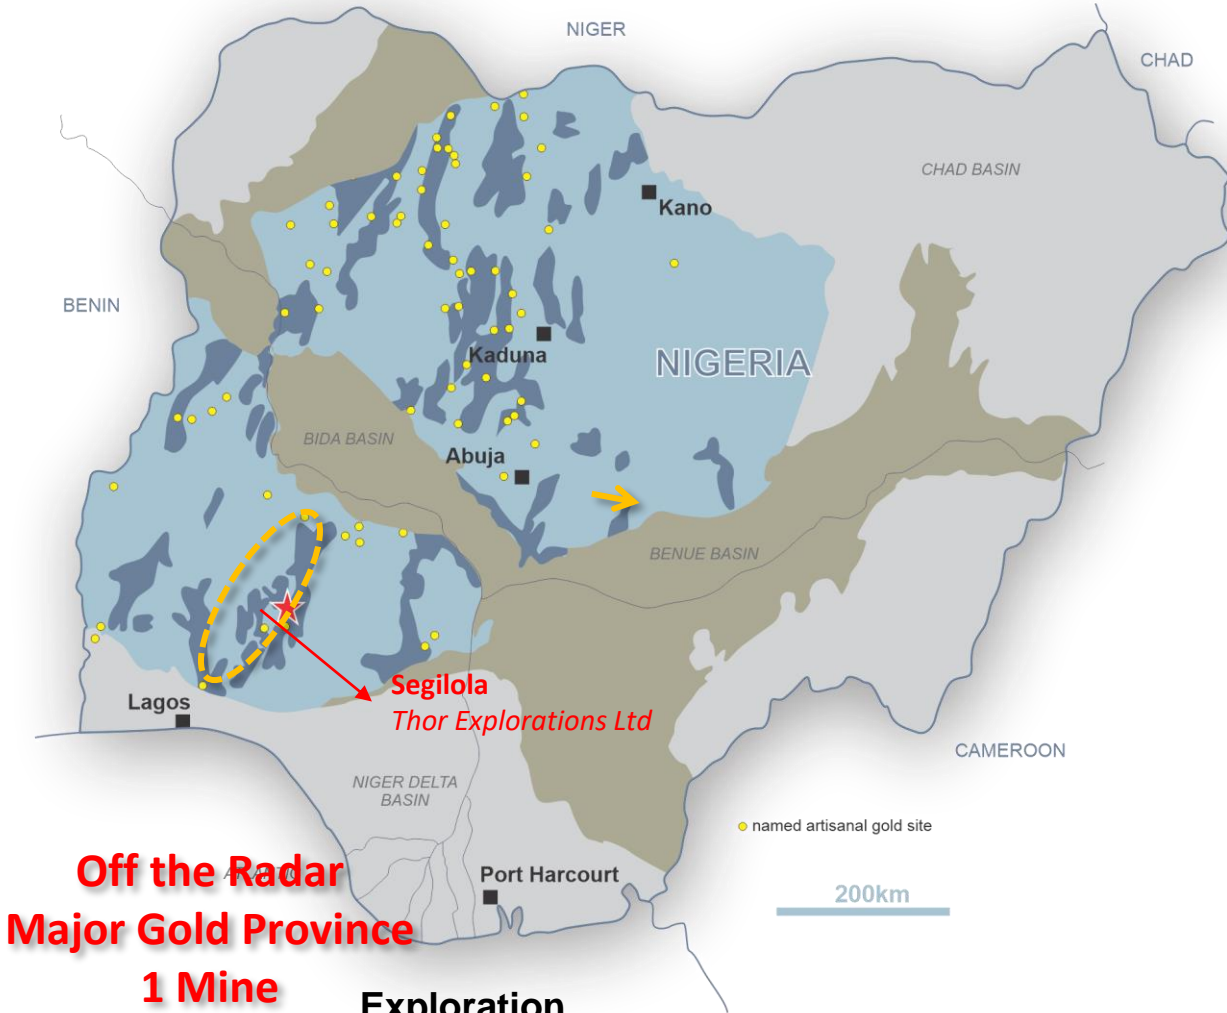 NIGER
CHAD
CHAD BASIN
Kano
BENIN
Kaduna
NIGERIA
BIDA BASIN
Abuja
BENUE BASIN
Segilola
Thor Explorations Ltd
Lagos
CAMEROON
NIGER DELTA
BASIN
named artisanal gold site
Off the Radar
ATLANTIC
Major Gold Province
1 Mine
Port Harcourt
200km
Exploration